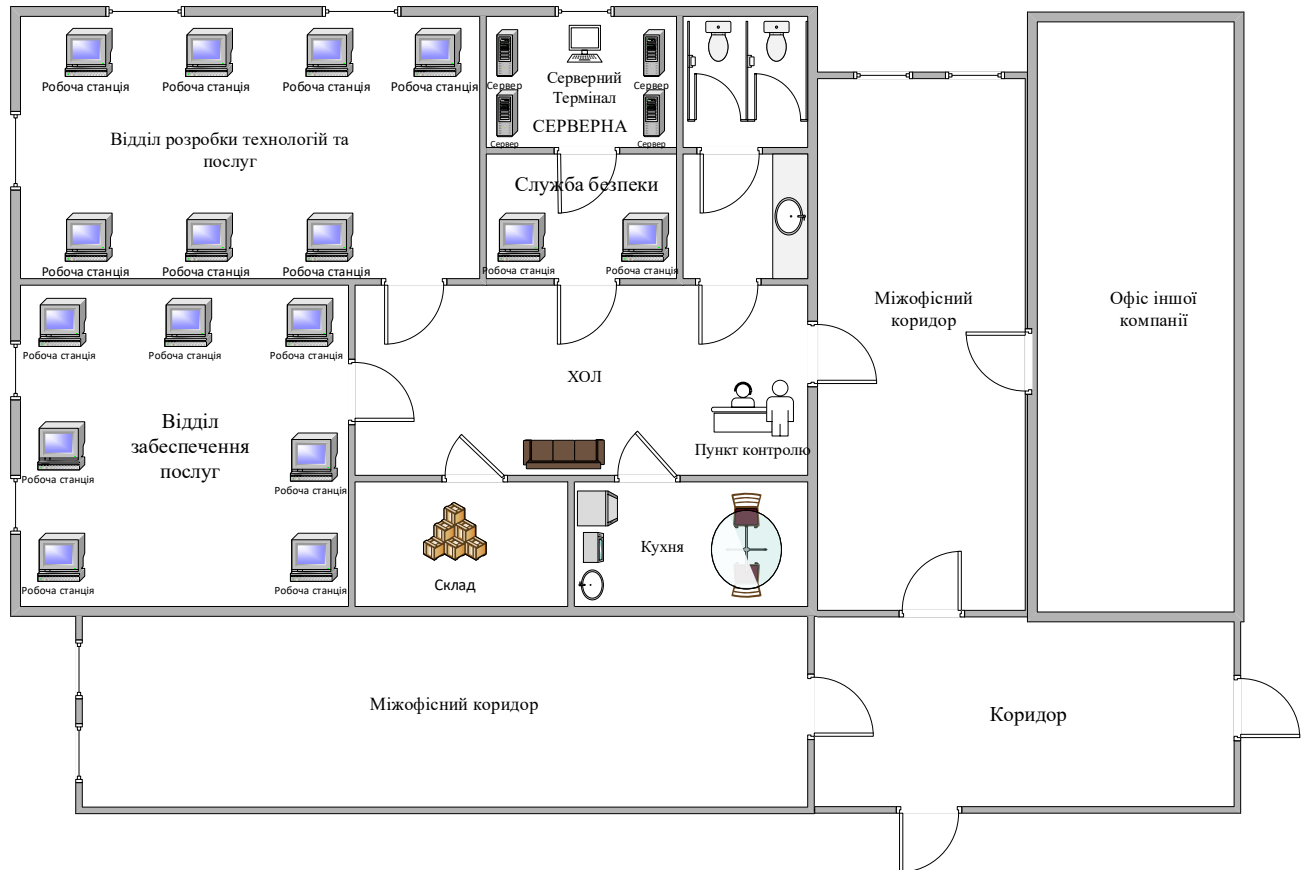 Робоча станція
Робоча станція
Робоча станція
Робоча станція
Відділ розробки технологій та
послуг
Робоча станція
Робоча станція
Робоча станція
Сервер
Серверний
Термінал
Сервер
СЕРВЕРНА
Сервер
Сервер
Служба безпеки
Робоча станція
Робоча станція
Робоча станція
Робоча станція
Робоча станція
Відділ
забеспечення
послуг
Робоча станція
Робоча станція
Робоча станція
Робоча станція
ХОЛ
Пункт контролю
Склад
Кухня
Міжофісний
коридор
Офіс іншої
компанії
Міжофісний коридор
Коридор